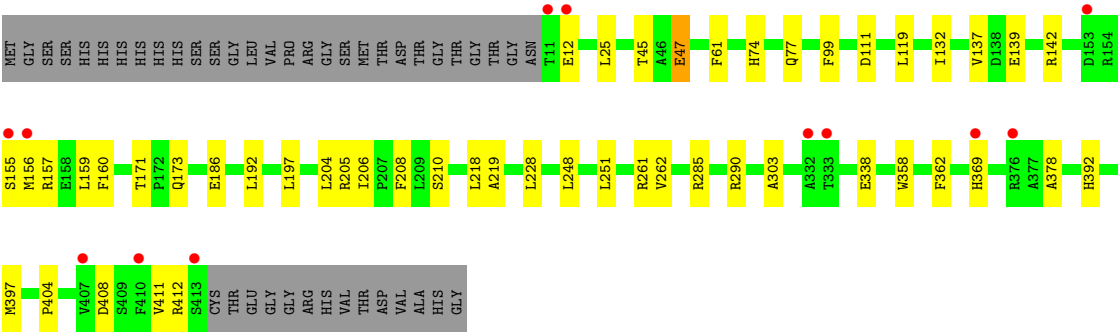 MET GLY SER SER HIS HIS HIS HIS HIS HIS SER SER GLY LEU VAL PRO ARG GLY SER MET THR ASP THR GLY THR GLY THR GLY ASN T11 E12 L25 T45 A46 E47 F61 H74 Q77 F99 D111 L119 I132 V137 D138 E139 R142 D153 R154
S155 M156 R157 E158 L159 F160 T171 P172 Q173 E186 L192 L197 L204 R205 I206 P207 F208 L209 S210 L218 A219 L228 L248 L251 R261 V262 R285 R290 A303 A332 T333 E338 W358 F362 H369 R376 A377 A378 H392
M397 P404 V407 D408 S409 F410 V411 R412 S413 CYS THR GLU GLY GLY ARG HIS VAL THR ASP VAL ALA HIS GLY